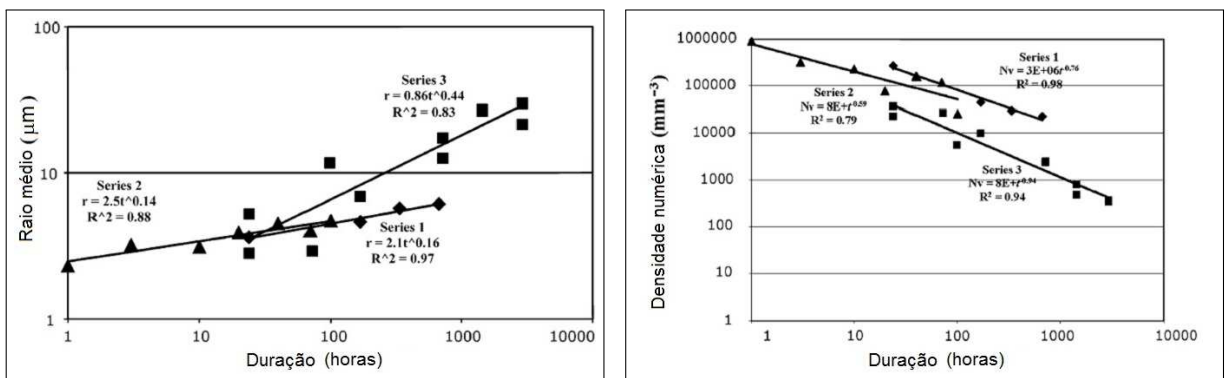 100
10
1
Raio médio (μm)
Series 3
r = 0.86t^0.44
R^2 = 0.83
Series 2
r = 2.5t^0.14
R^2 = 0.88
Series 1
r = 2.1t^0.16
R^2 = 0.97
1 10 100 1000 10000
Duração (horas)
1000000
100000
10000
1000
100
10
1
Densidade numérica (mm⁻³)
Series 1
Nv = 3E+06t^0.76
R² = 0.98
Series 2
Nv = 8E+t^0.59
R² = 0.79
Series 3
Nv = 8E+t^0.94
R² = 0.94
1 10 100 1000 10000
Duração (horas)